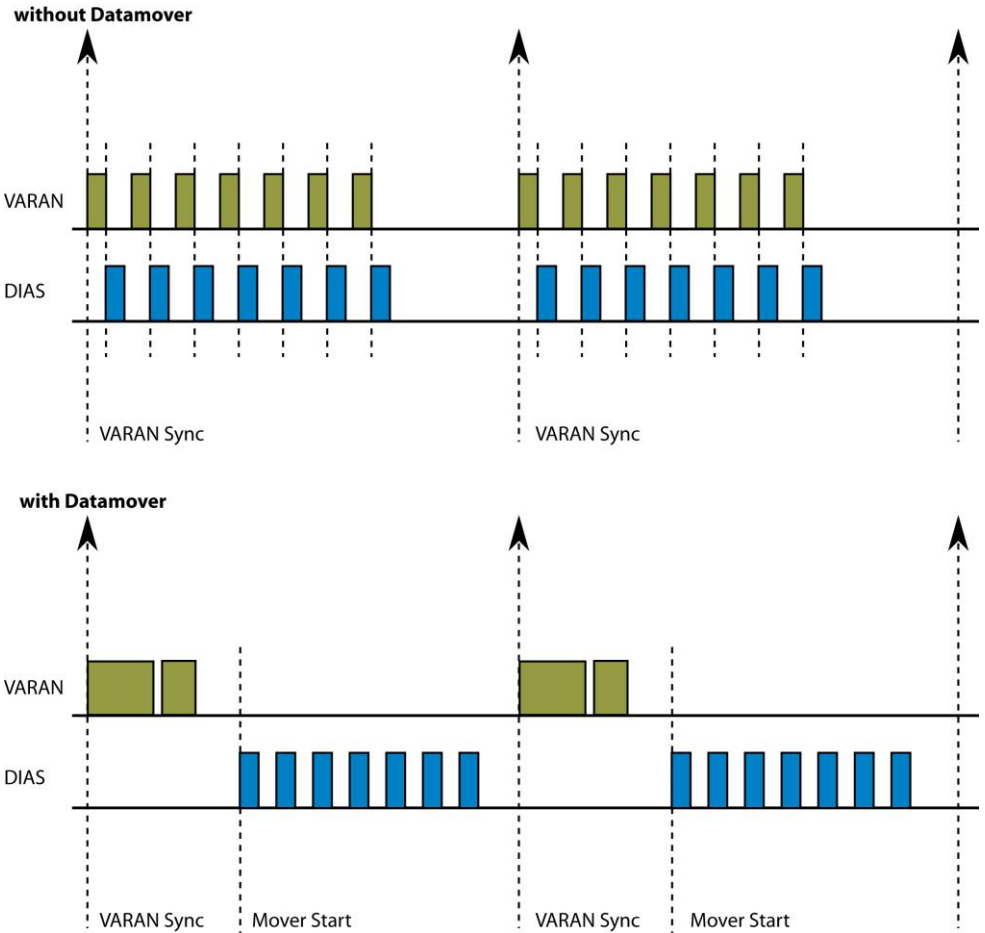 without Datamover
VARAN
DIAS
VARAN Sync VARAN Sync
with Datamover
VARAN
DIAS
VARAN Sync Mover Start VARAN Sync Mover Start